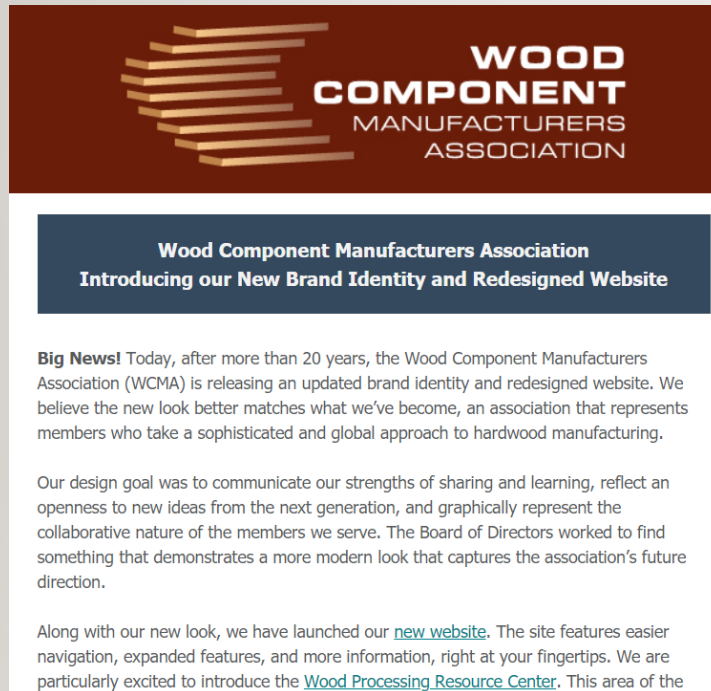 WOOD
COMPONENT
MANUFACTURERS
ASSOCIATION
Wood Component Manufacturers Association
Introducing our New Brand Identity and Redesigned Website
Big News! Today, after more than 20 years, the Wood Component Manufacturers
Association (WCMA) is releasing an updated brand identity and redesigned website. We
believe the new look better matches what we’ve become, an association that represents
members who take a sophisticated and global approach to hardwood manufacturing.
Our design goal was to communicate our strengths of sharing and learning, reflect an
openness to new ideas from the next generation, and graphically represent the
collaborative nature of the members we serve. The Board of Directors worked to find
something that demonstrates a more modern look that captures the association’s future
direction.
Along with our new look, we have launched our new website. The site features easier
navigation, expanded features, and more information, right at your fingertips. We are
particularly excited to introduce the Wood Processing Resource Center. This area of the